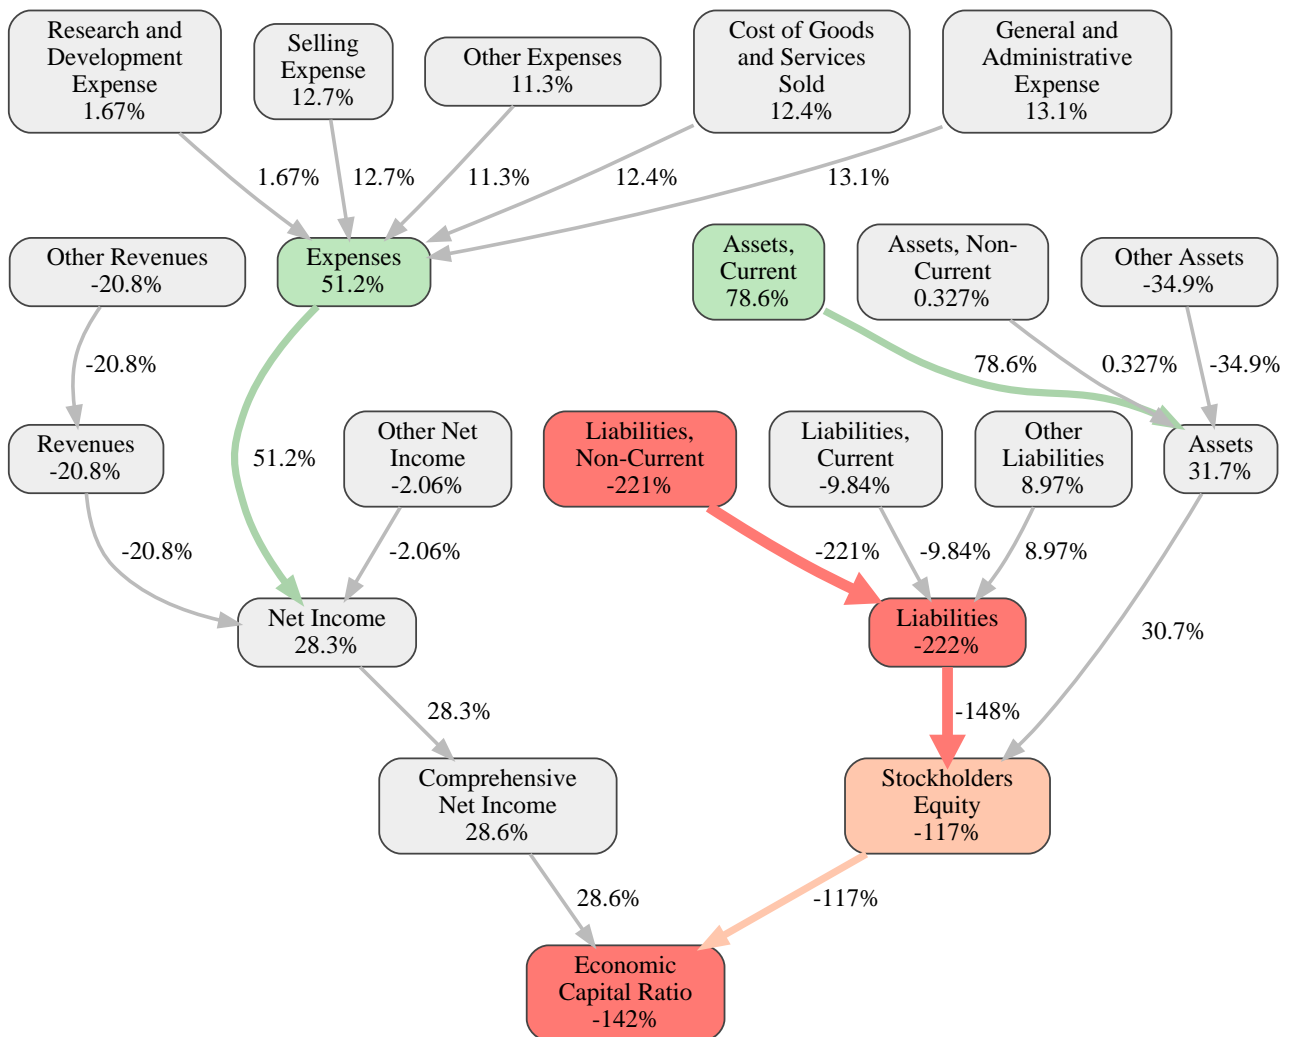 Research and
Development
Expense
1.67%
Selling
Expense
12.7%
Other Expenses
11.3%
Cost of Goods
and Services
Sold
12.4%
General and
Administrative
Expense
13.1%
1.67%
12.7%
11.3%
12.4%
13.1%
Other Revenues
-20.8%
Expenses
51.2%
Assets,
Current
78.6%
Assets, Non-
Current
0.327%
Other Assets
-34.9%
-20.8%
78.6%
0.327%
-34.9%
Revenues
-20.8%
51.2%
Other Net
Income
-2.06%
Liabilities,
Non-Current
-221%
Liabilities,
Current
-9.84%
Other
Liabilities
8.97%
Assets
31.7%
-20.8%
-2.06%
-221%
-9.84%
8.97%
Net Income
28.3%
Liabilities
-222%
30.7%
28.3%
-148%
Comprehensive
Net Income
28.6%
Stockholders
Equity
-117%
28.6%
-117%
Economic
Capital Ratio
-142%